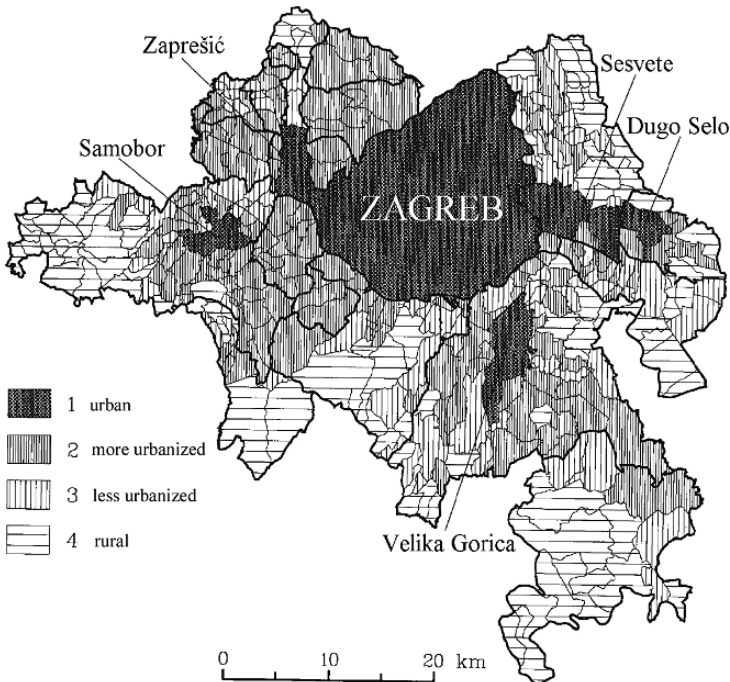 Zaprešić
Sesvete
Dugo Selo
Samobor
ZAGREB
1 urban
2 more urbanized
3 less urbanized
4 rural
Velika Gorica
0 10 20 km